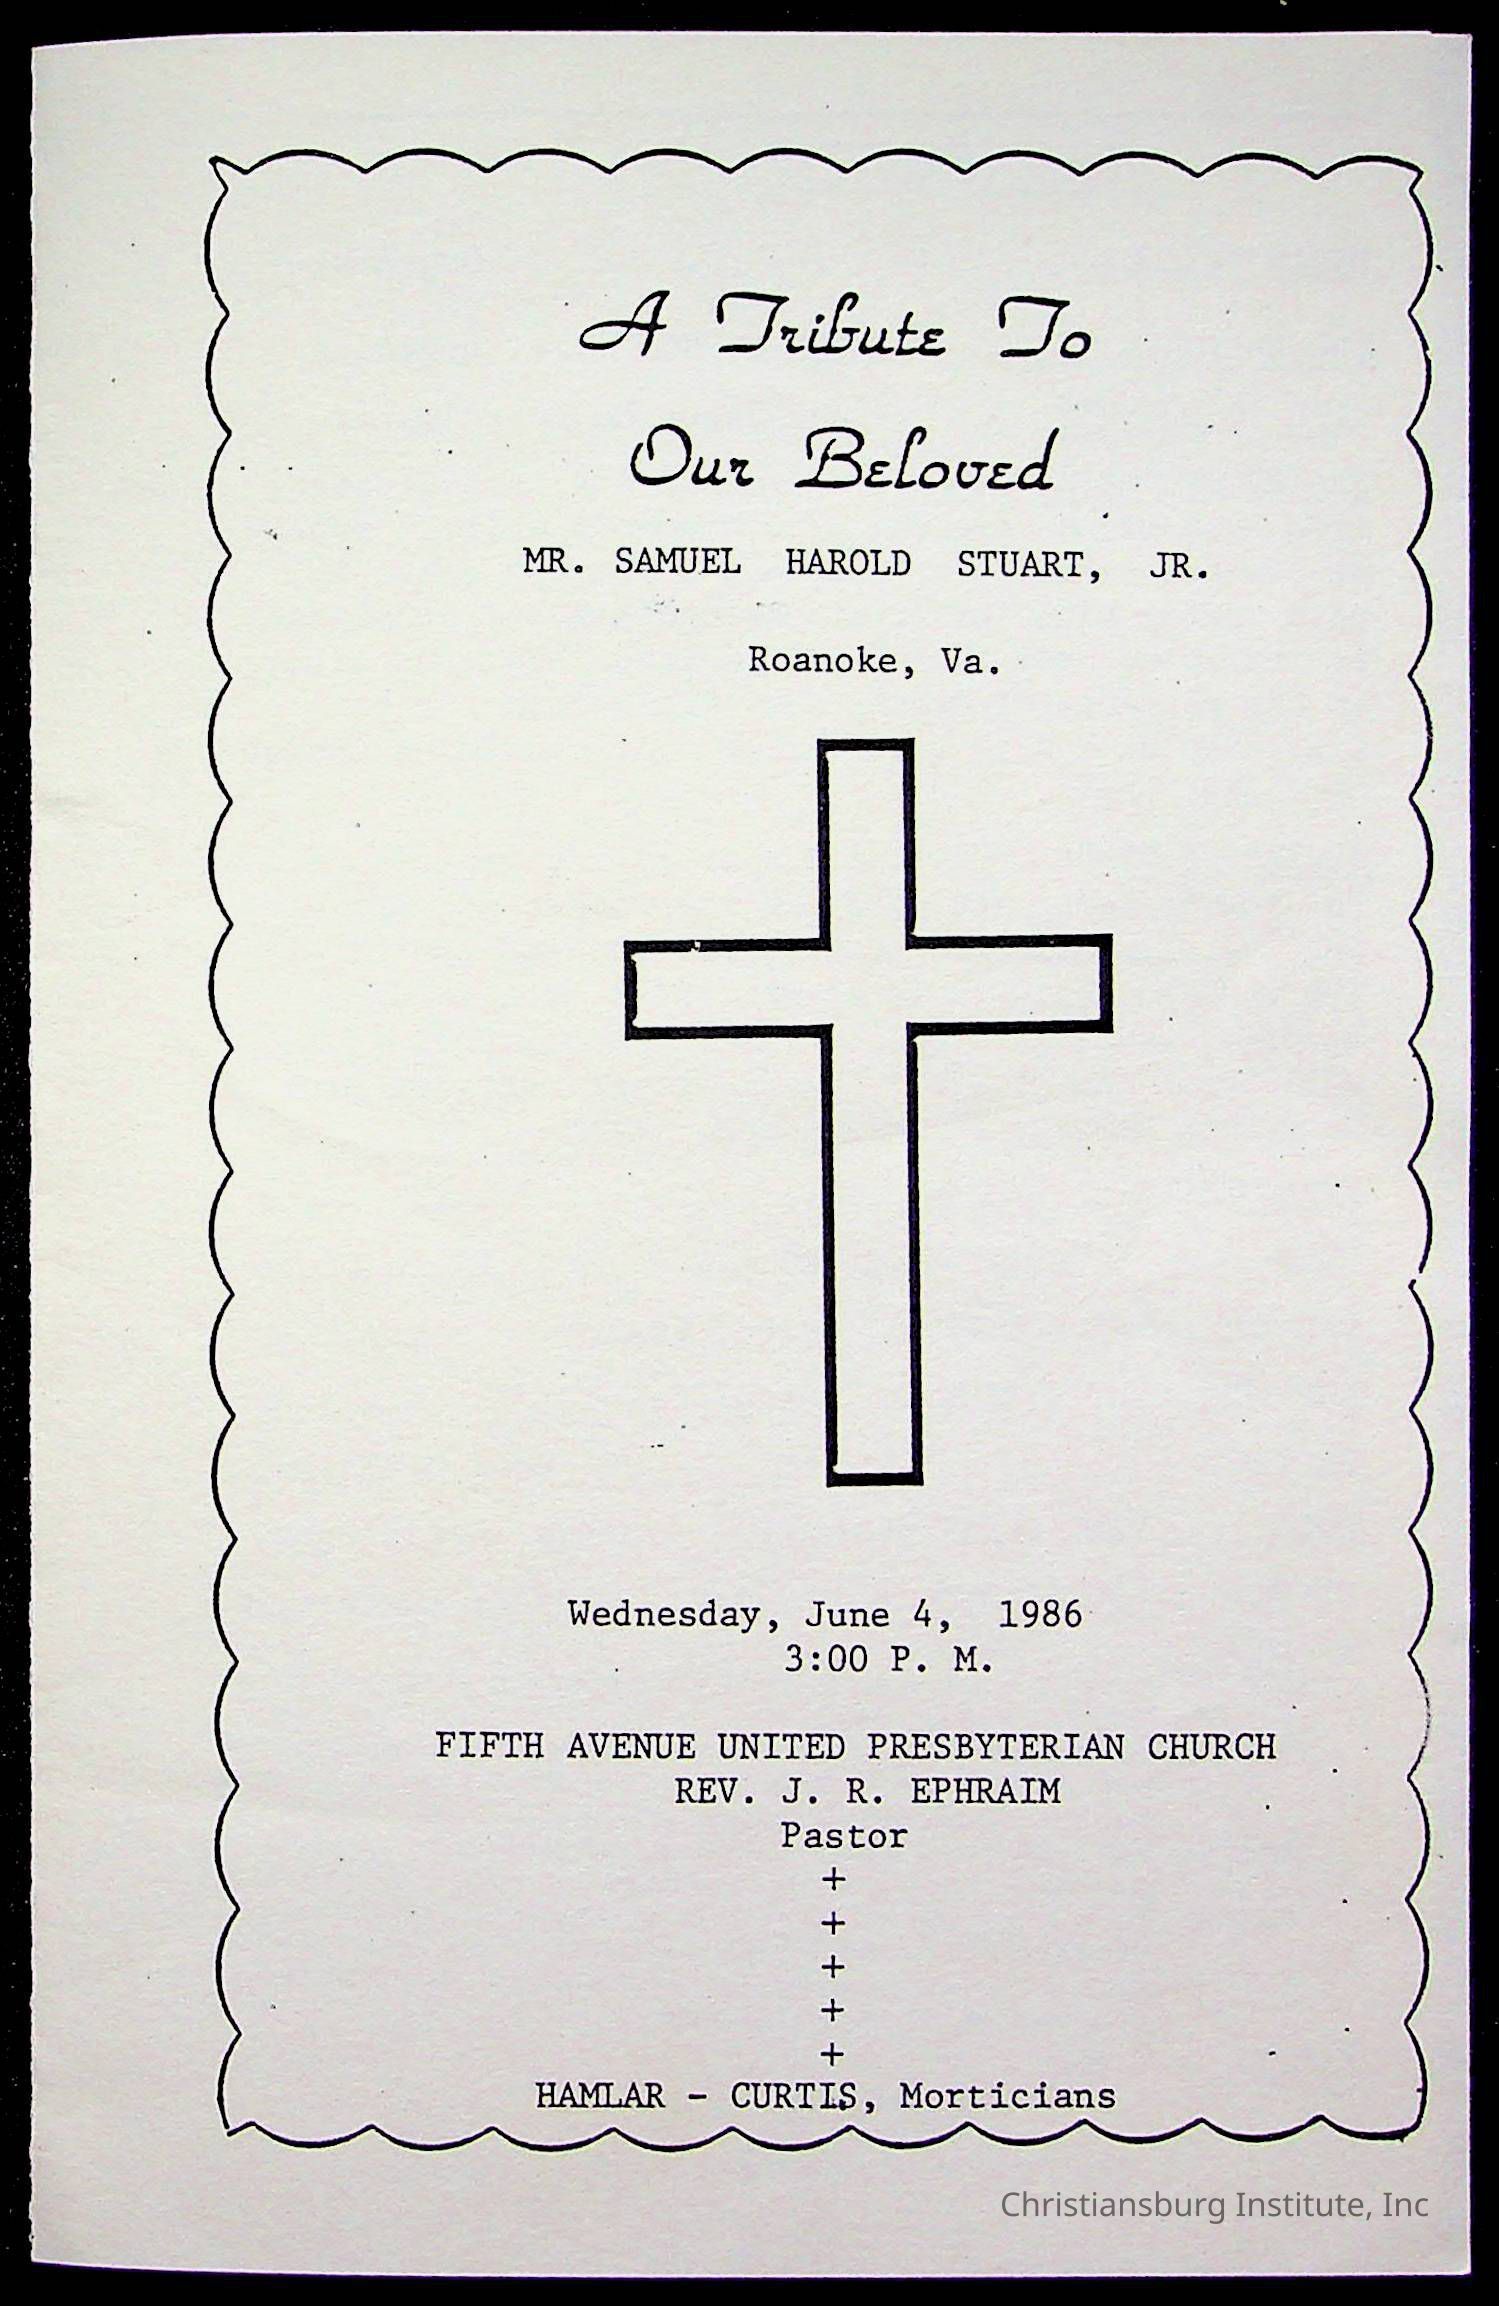 A Tribute To
Our Beloved
MR. SAMUEL HAROLD STUART, JR.
Roanoke, Va.
Wednesday, June 4, 1986
3:00 P. M.
FIFTH AVENUE UNITED PRESBYTERIAN CHURCH
REV. J. R. EPHRAIM
Pastor
+
+
+
+
+
HAMLAR - CURTIS, Morticians
Christiansburg Institute, Inc